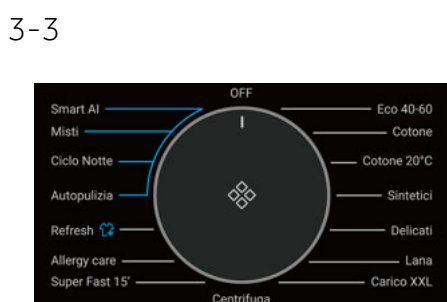 3-3
OFF
Smart AI
Eco 40-60
Misti
Cotone
Ciclo Notte
Cotone 20°C
Autopulizia
Sintetici
Refresh
Delicati
Allergy care
Lana
Super Fast 15'
Carico XXL
Centrifuga